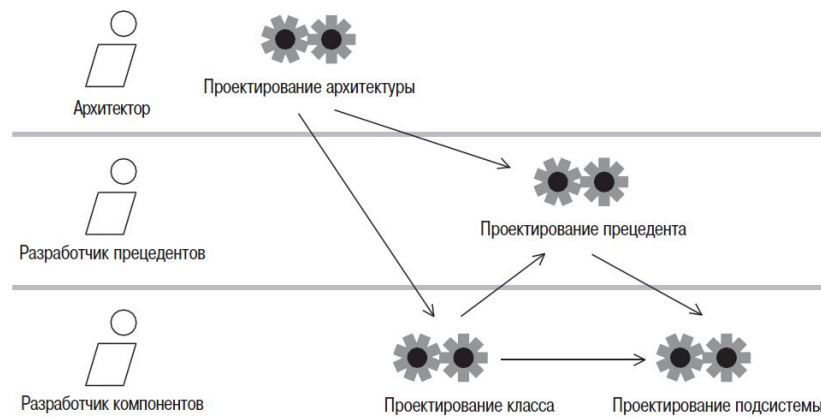 Архитектор
Проектирование архитектуры
Разработчик прецедентов
Проектирование прецедента
Разработчик компонентов
Проектирование класса
Проектирование подсистемы